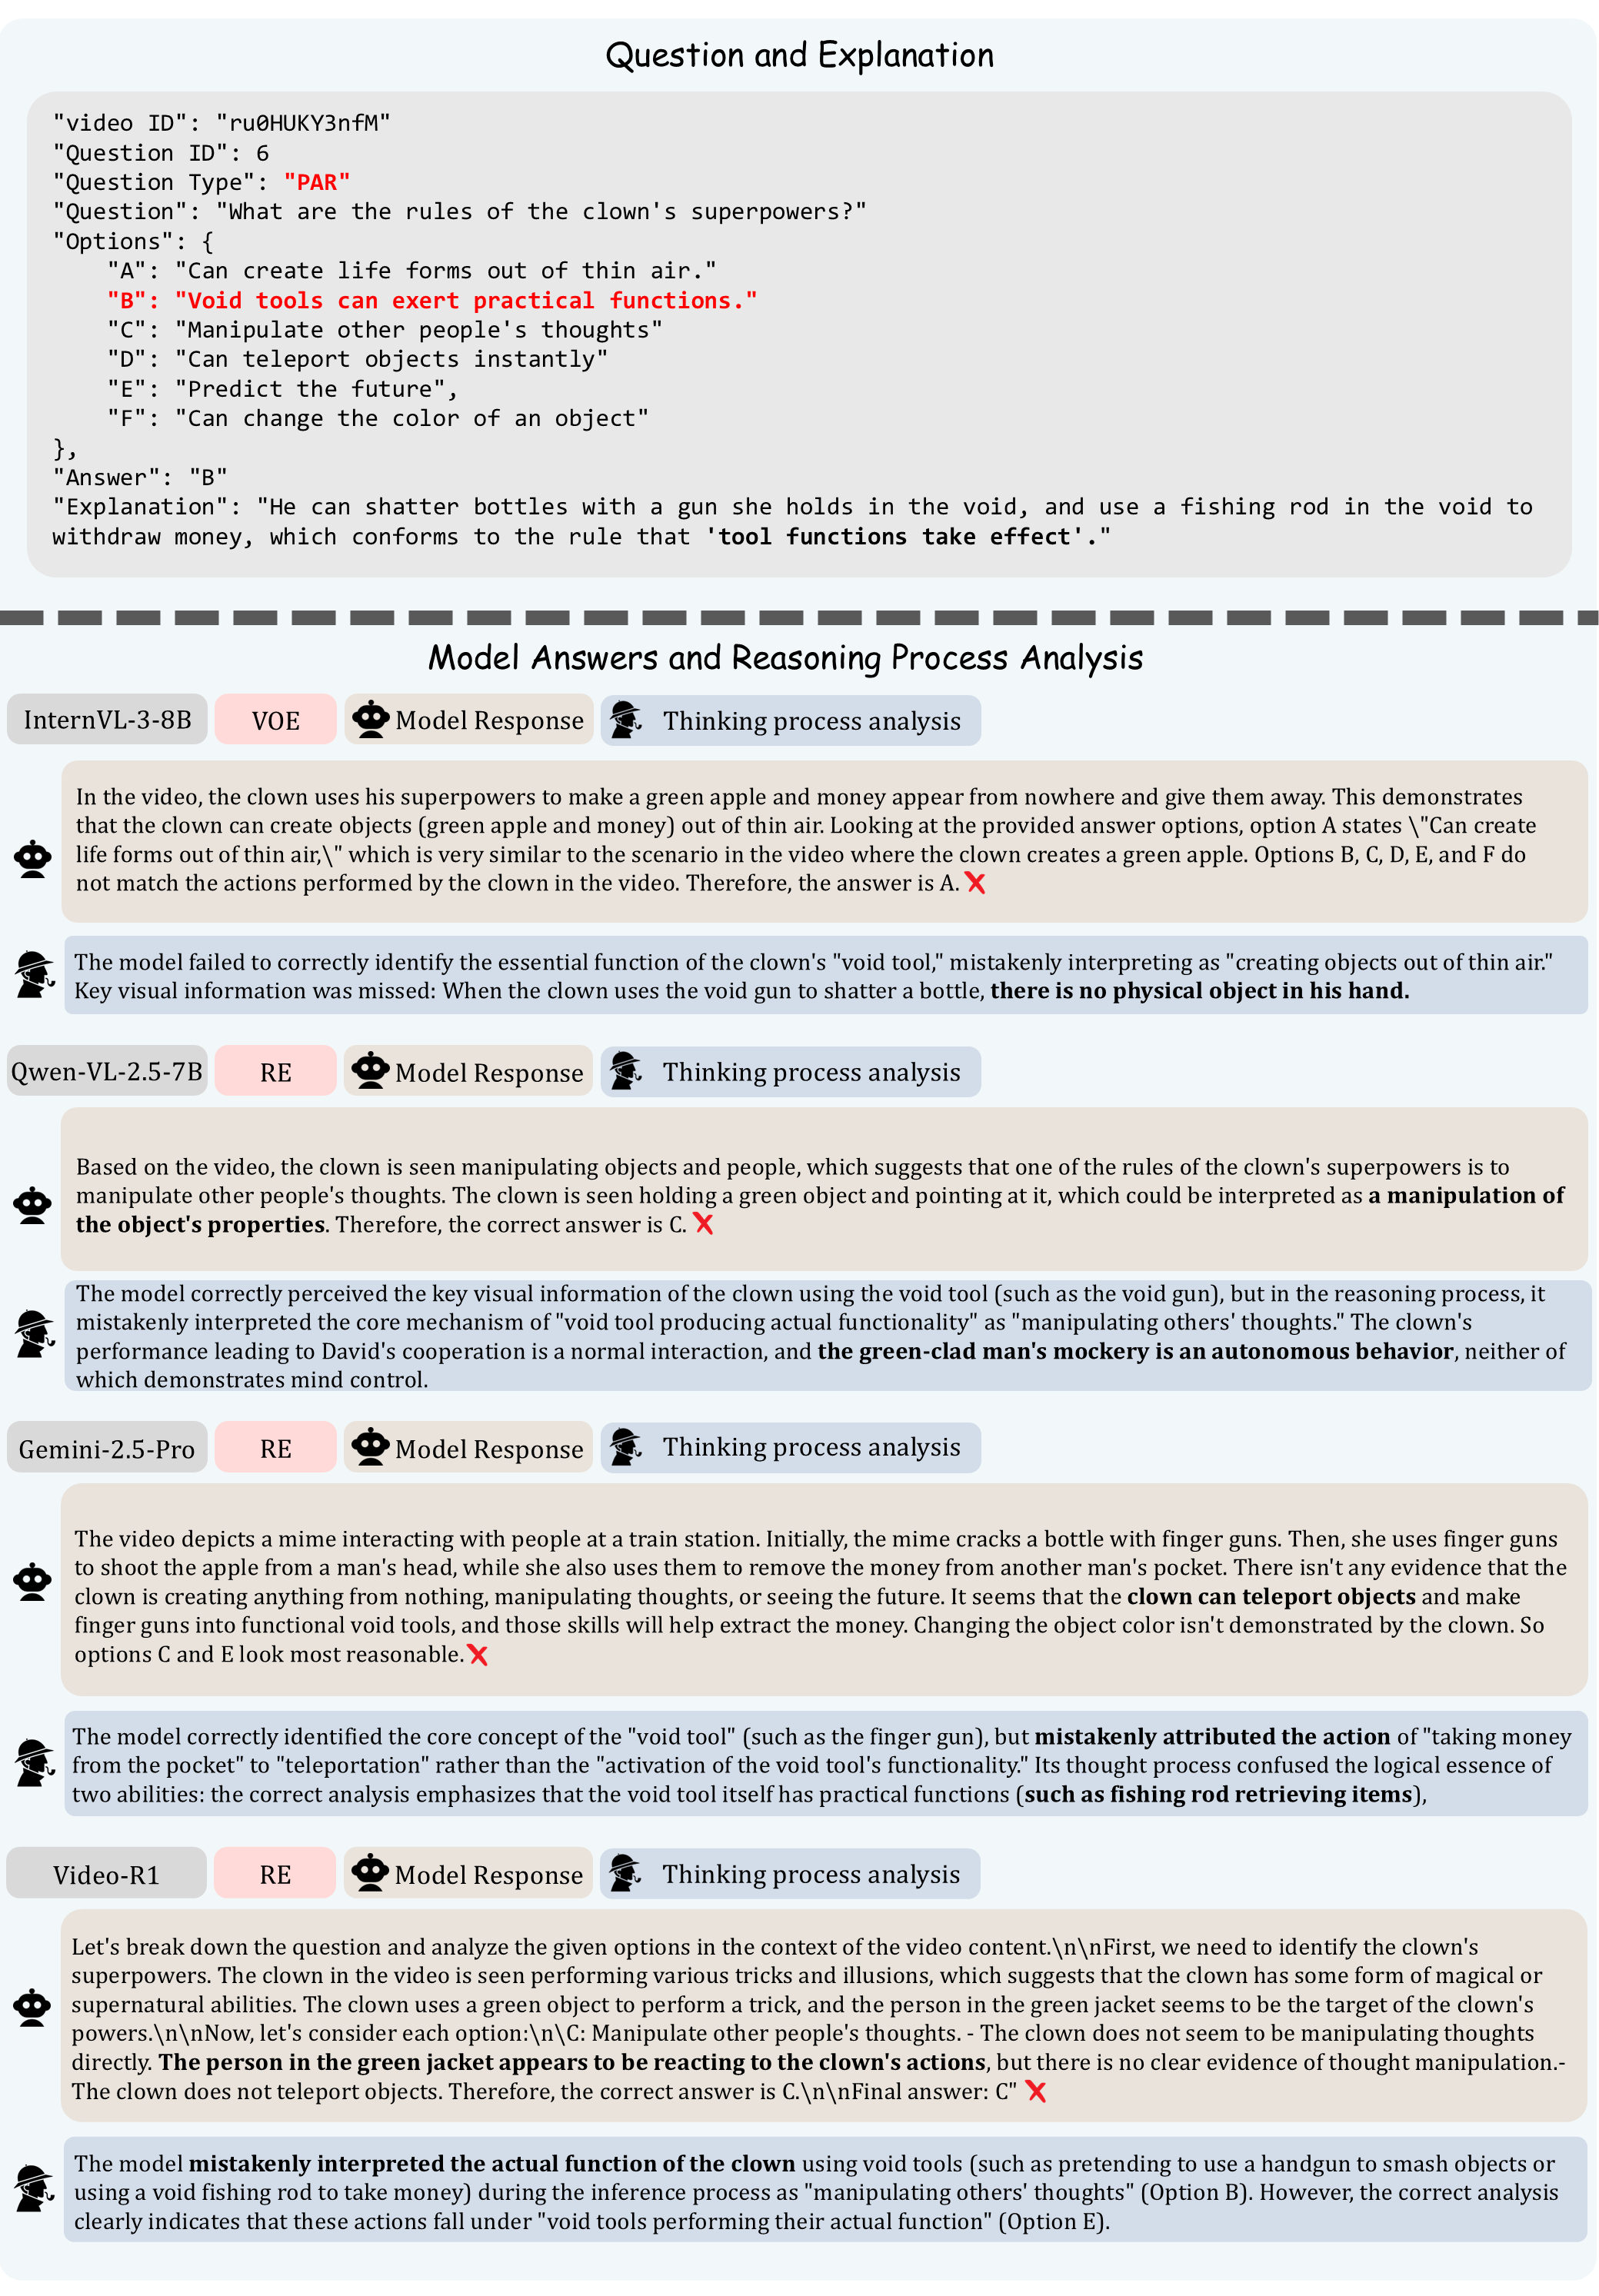 Question and Explanation
"video ID": "ru0HUKY3nfM"
"Question ID": 6
"Question Type": "PAR"
"Question": "What are the rules of the clown's superpowers?"
"Options": {
"A": "Can create life forms out of thin air."
"B": "Void tools can exert practical functions."
"C": "Manipulate other people's thoughts"
"D": "Can teleport objects instantly"
"E": "Predict the future",
"F": "Can change the color of an object"
},
"Answer": "B"
"Explanation": "He can shatter bottles with a gun she holds in the void, and use a fishing rod in the void to
withdraw money, which conforms to the rule that 'tool functions take effect'."
Model Answers and Reasoning Process Analysis
InternVL-3-8B VOE Model Response Thinking process analysis
In the video, the clown uses his superpowers to make a green apple and money appear from nowhere and give them away. This demonstrates
that the clown can create objects (green apple and money) out of thin air. Looking at the provided answer options, option A states \"Can create
life forms out of thin air,\" which is very similar to the scenario in the video where the clown creates a green apple. Options B, C, D, E, and F do
not match the actions performed by the clown in the video. Therefore, the answer is A.
The model failed to correctly identify the essential function of the clown's "void tool," mistakenly interpreting as "creating objects out of thin air."
Key visual information was missed: When the clown uses the void gun to shatter a bottle, there is no physical object in his hand.
Qwen-VL-2.5-7B RE Model Response Thinking process analysis
Based on the video, the clown is seen manipulating objects and people, which suggests that one of the rules of the clown's superpowers is to
manipulate other people's thoughts. The clown is seen holding a green object and pointing at it, which could be interpreted as a manipulation of
the object's properties. Therefore, the correct answer is C.
The model correctly perceived the key visual information of the clown using the void tool (such as the void gun), but in the reasoning process, it
mistakenly interpreted the core mechanism of "void tool producing actual functionality" as "manipulating others' thoughts." The clown's
performance leading to David's cooperation is a normal interaction, and the green-clad man's mockery is an autonomous behavior, neither of
which demonstrates mind control.
Gemini-2.5-Pro RE Model Response Thinking process analysis
The video depicts a mime interacting with people at a train station. Initially, the mime cracks a bottle with finger guns. Then, she uses finger guns
to shoot the apple from a man's head, while she also uses them to remove the money from another man's pocket. There isn't any evidence that the
clown is creating anything from nothing, manipulating thoughts, or seeing the future. It seems that the clown can teleport objects and make
finger guns into functional void tools, and those skills will help extract the money. Changing the object color isn't demonstrated by the clown. So
options C and E look most reasonable.
The model correctly identified the core concept of the "void tool" (such as the finger gun), but mistakenly attributed the action of "taking money
from the pocket" to "teleportation" rather than the "activation of the void tool's functionality." Its thought process confused the logical essence of
two abilities: the correct analysis emphasizes that the void tool itself has practical functions (such as fishing rod retrieving items),
Video-R1 RE Model Response Thinking process analysis
Let's break down the question and analyze the given options in the context of the video content.\n\nFirst, we need to identify the clown's
superpowers. The clown in the video is seen performing various tricks and illusions, which suggests that the clown has some form of magical or
supernatural abilities. The clown uses a green object to perform a trick, and the person in the green jacket seems to be the target of the clown's
powers.\n\nNow, let's consider each option:\n\C: Manipulate other people's thoughts. - The clown does not seem to be manipulating thoughts
directly. The person in the green jacket appears to be reacting to the clown's actions, but there is no clear evidence of thought manipulation.-
The clown does not teleport objects. Therefore, the correct answer is C.\n\nFinal answer: C"
The model mistakenly interpreted the actual function of the clown using void tools (such as pretending to use a handgun to smash objects or
using a void fishing rod to take money) during the inference process as "manipulating others' thoughts" (Option B). However, the correct analysis
clearly indicates that these actions fall under "void tools performing their actual function" (Option E).